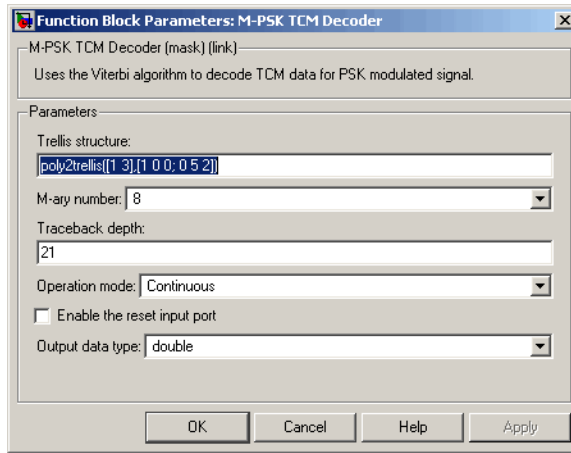 Function Block Parameters: M-PSK TCM Decoder
M-PSK TCM Decoder (mask) (link)
Uses the Viterbi algorithm to decode TCM data for PSK modulated signal.
Parameters
Trellis structure:
poly2trellis([1 3],[1 0 0; 0 5 2])
M-ary number: 8
Traceback depth:
21
Operation mode: Continuous
Enable the reset input port
Output data type: double
OK Cancel Help Apply